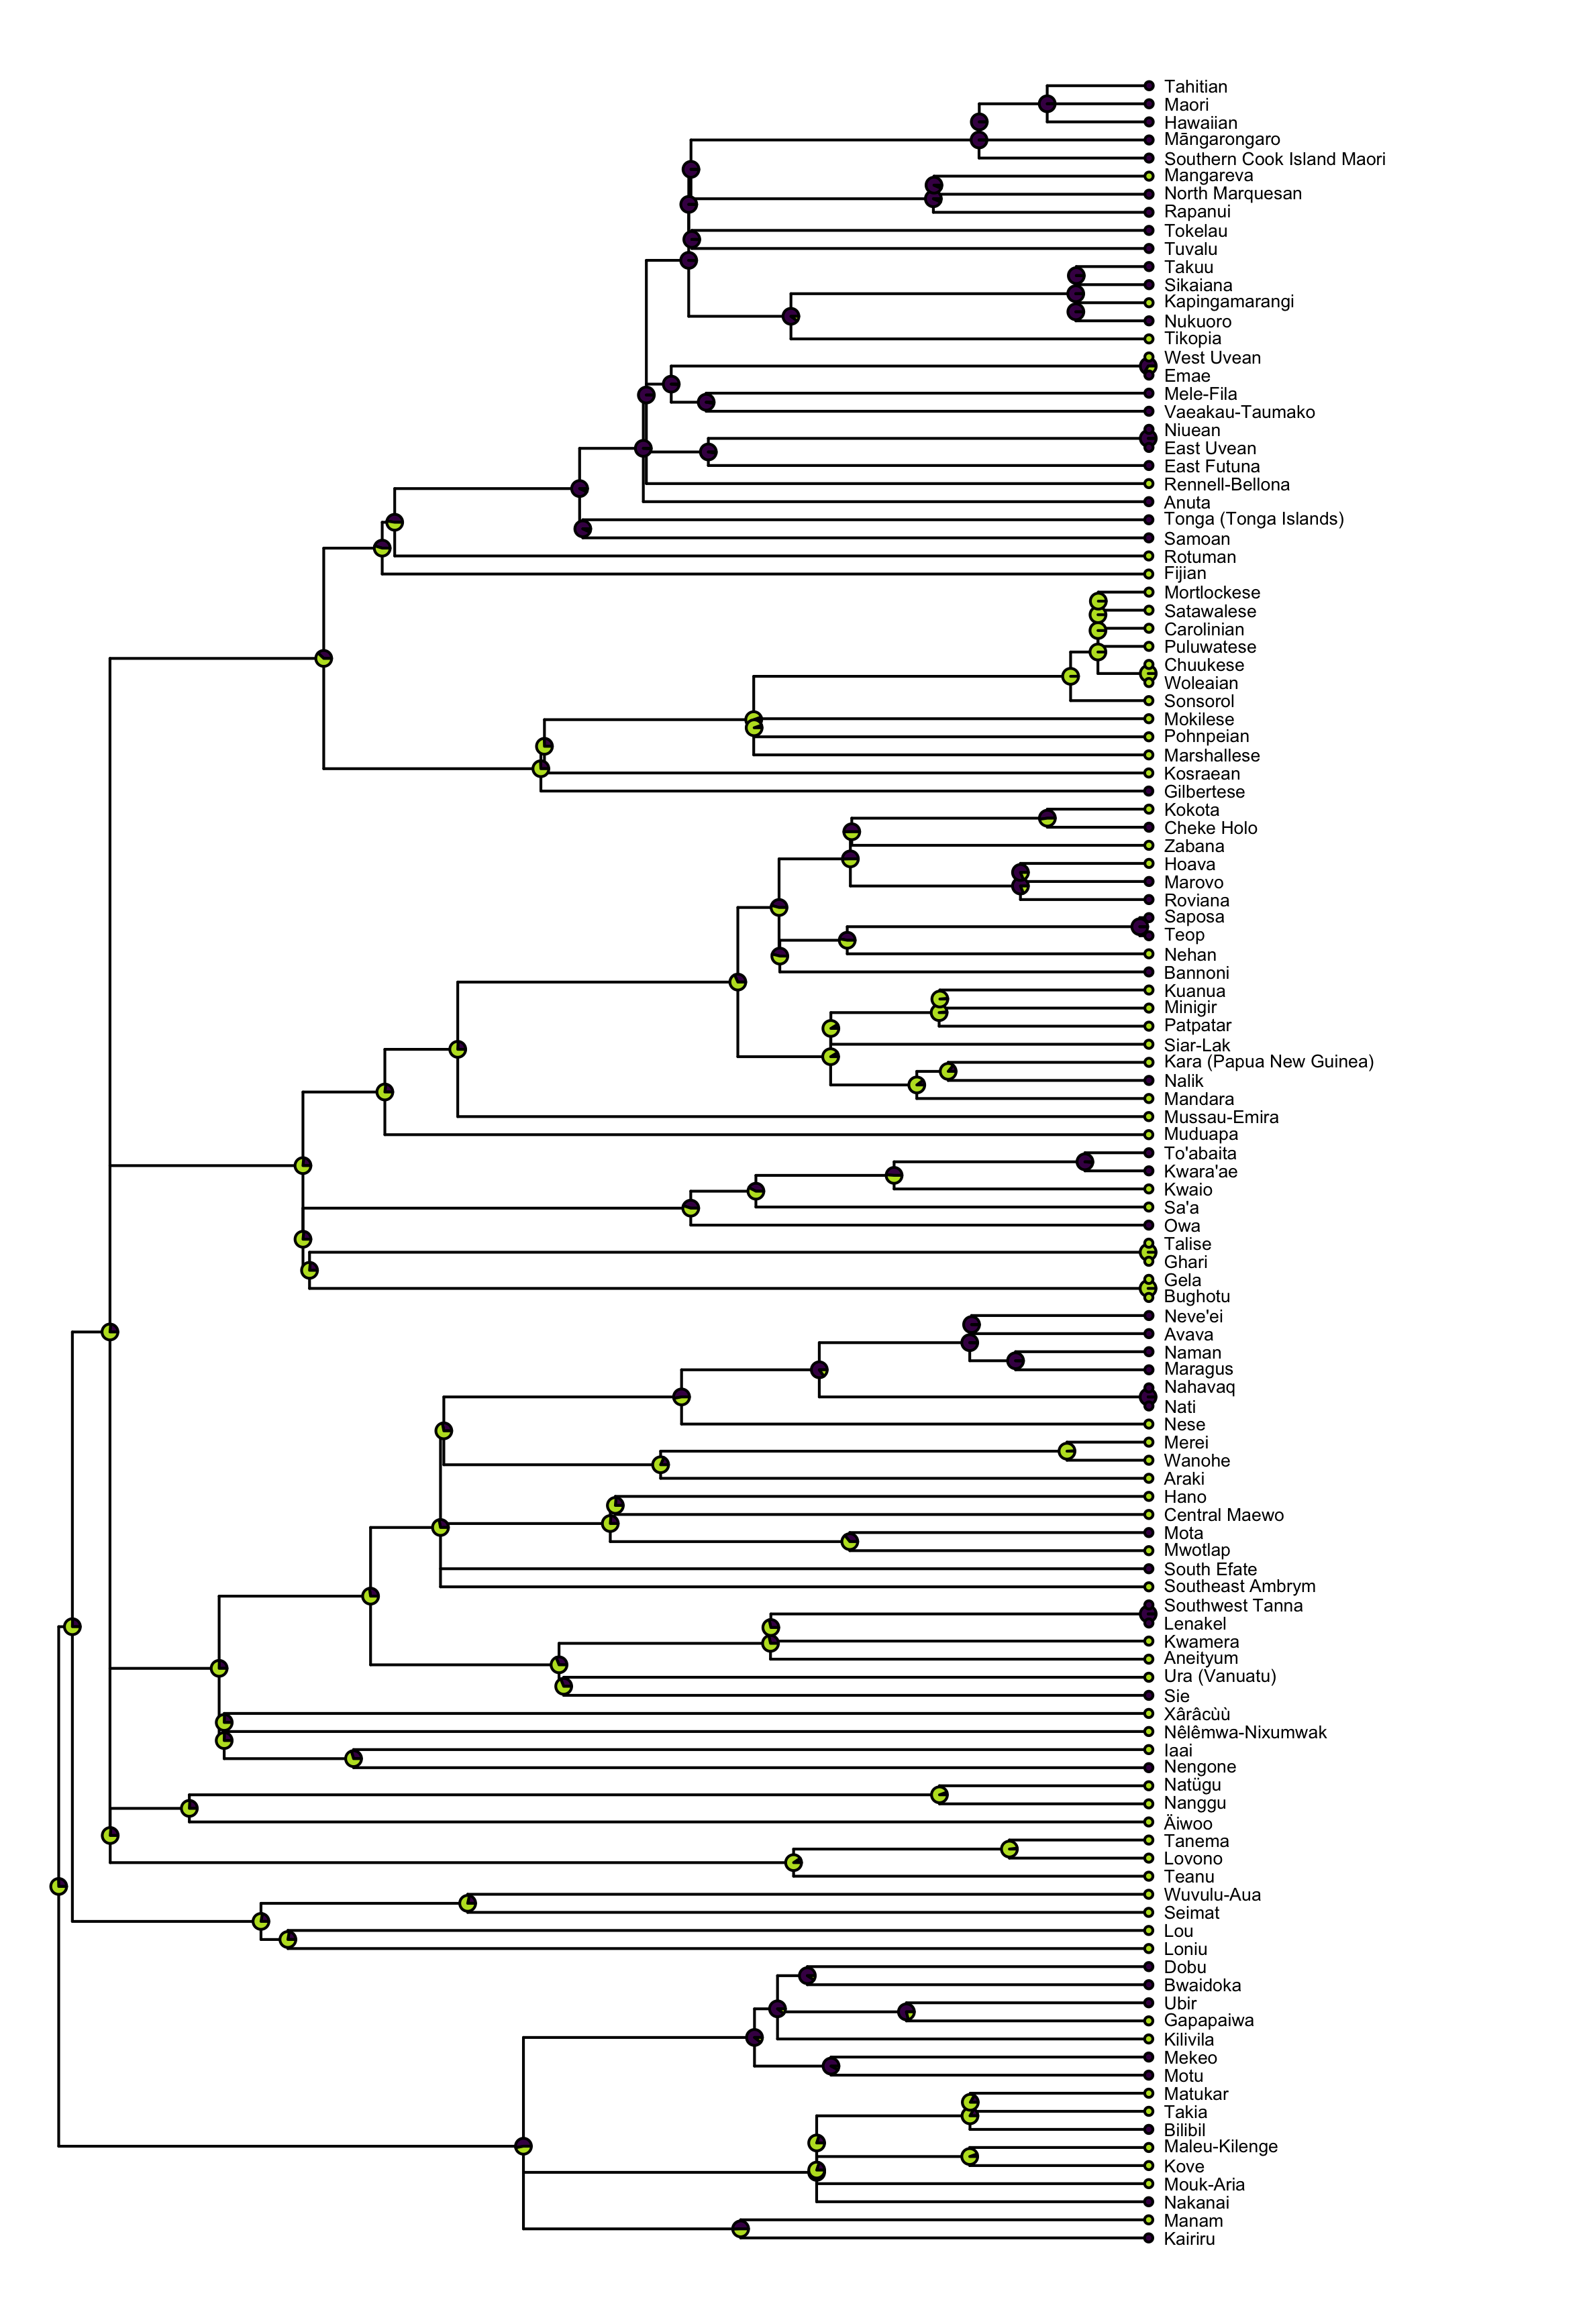 Tahitian
Maori
Hawaiian
Māngarongaro
Southern Cook Island Maori
Mangareva
North Marquesan
Rapanui
Tokelau
Tuvalu
Takuu
Sikaiana
Kapingamarangi
Nukuoro
Tikopia
West Uvean
Emae
Mele-Fila
Vaeakau-Taumako
Niuean
East Uvean
East Futuna
Rennell-Bellona
Anuta
Tonga (Tonga Islands)
Samoan
Rotuman
Fijian
Mortlockese
Satawalese
Carolinian
Puluwatese
Chuukese
Woleaian
Sonsorol
Mokilese
Pohnpeian
Marshallese
Kosraean
Gilbertese
Kokota
Cheke Holo
Zabana
Hoava
Marovo
Roviana
Saposa
Teop
Nehan
Bannoni
Kuanua
Minigir
Patpatar
Siar-Lak
Kara (Papua New Guinea)
Nalik
Mandara
Mussau-Emira
Muduapa
To'abaita
Kwara'ae
Kwaio
Sa'a
Owa
Talise
Ghari
Gela
Bughotu
Neve'ei
Avava
Naman
Maragus
Nahavaq
Nati
Nese
Merei
Wanohe
Araki
Hano
Central Maewo
Mota
Mwotlap
South Efate
Southeast Ambrym
Southwest Tanna
Lenakel
Kwamera
Aneityum
Ura (Vanuatu)
Sie
Xârâcùù
Nêlêmwa-Nixumwak
Iaai
Nengone
Natügu
Nanggu
Äiwoo
Tanema
Lovono
Teanu
Wuvulu-Aua
Seimat
Lou
Loniu
Dobu
Bwaidoka
Ubir
Gapapaiwa
Kilivila
Mekeo
Motu
Matukar
Takia
Bilibil
Maleu-Kilenge
Kove
Mouk-Aria
Nakanai
Manam
Kairiru